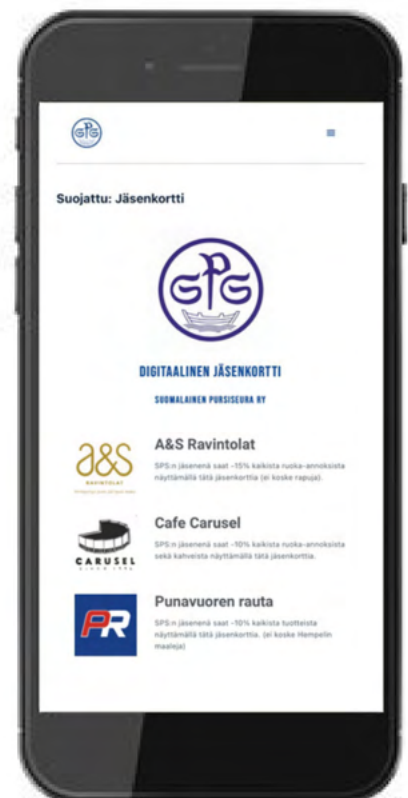 SPS
Suojattu: Jäsenkortti
SPS
DIGITAALINEN JÄSENKORTTI
SUOMALAINEN PURSISEURA RY
a&s
RAVINTOLAT
A&S Ravintolat
SPS:n jäsenenä saat -15% kaikista ruoka-annoksista
näyttämällä tätä jäsenkorttia (ei koske rapuja).
CARUSEL
Cafe Carusel
SPS:n jäsenenä saat -10% kaikista ruoka-annoksista
sekä kahveista näyttämällä tätä jäsenkorttia.
PR
Punavuoren rauta
SPS:n jäsenenä saat -10% kaikista tuotteista
näyttämällä tätä jäsenkorttia. (ei koske Hempelin
maaleja)